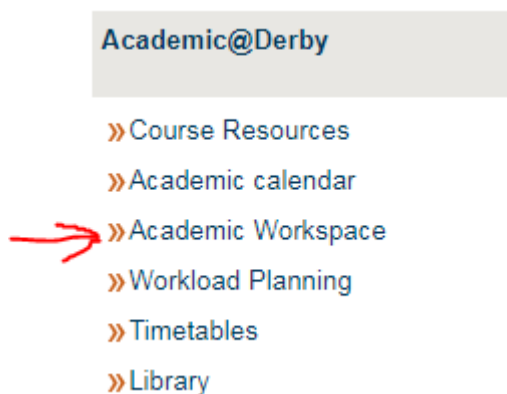 Academic@Derby
»Course Resources
»Academic calendar
»Academic Workspace
»Workload Planning
»Timetables
»Library